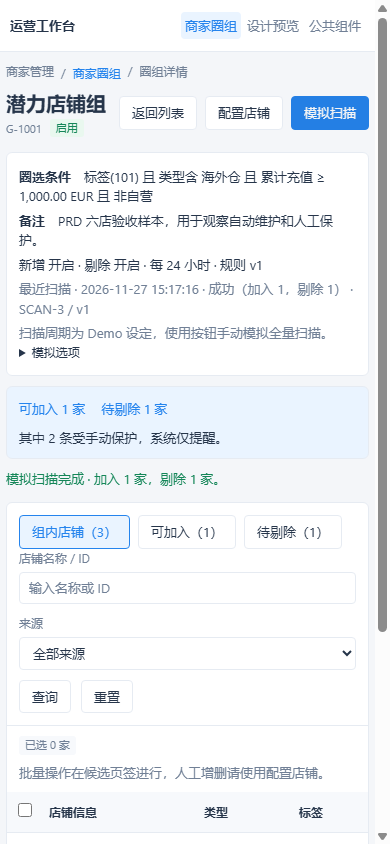 运营工作台 商家圈组 设计预览 公共组件
商家管理 / 商家圈组 / 圈组详情
潜力店铺组
G-1001 启用
返回列表 配置店铺 模拟扫描
圈选条件 标签(101) 且 类型含 海外仓 且 累计充值 ≥
1,000.00 EUR 且 非自营
备注 PRD 六店验收样本，用于观察自动维护和人工保
护。
新增 开启 · 剔除 开启 · 每 24 小时 · 规则 v1
最近扫描 · 2026-11-27 15:17:16 · 成功（加入 1，剔除 1） ·
SCAN-3 / v1
扫描周期为 Demo 设定，使用按钮手动模拟全量扫描。
▶ 模拟选项
可加入 1 家 待剔除 1 家
其中 2 条受手动保护，系统仅提醒。
模拟扫描完成 · 加入 1 家，剔除 1 家。
组内店铺（3） 可加入（1） 待剔除（1）
店铺名称 / ID
输入名称或 ID
来源
全部来源
查询 重置
已选 0 家
批量操作在候选页签进行，人工增删请使用配置店铺。
店铺信息 类型 标签